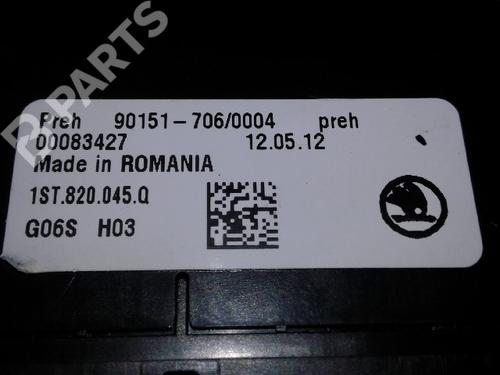 B-PARTS
Preh 90151-706/0004 preh
00083427 12.05.12
Made in ROMANIA
1ST.820.045.Q
G06S H03